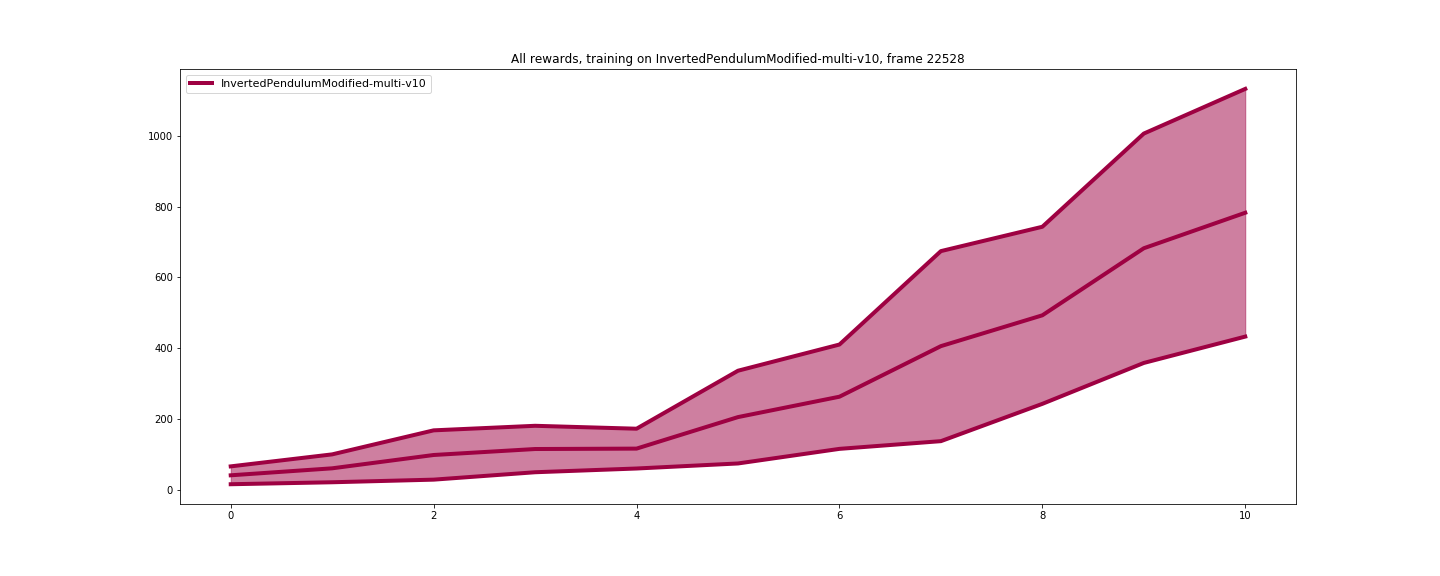 All rewards, training on InvertedPendulumModified-multi-v10, frame 22528
InvertedPendulumModified-multi-v10
1000
800
600
400
200
0
0 2 4 6 8 10